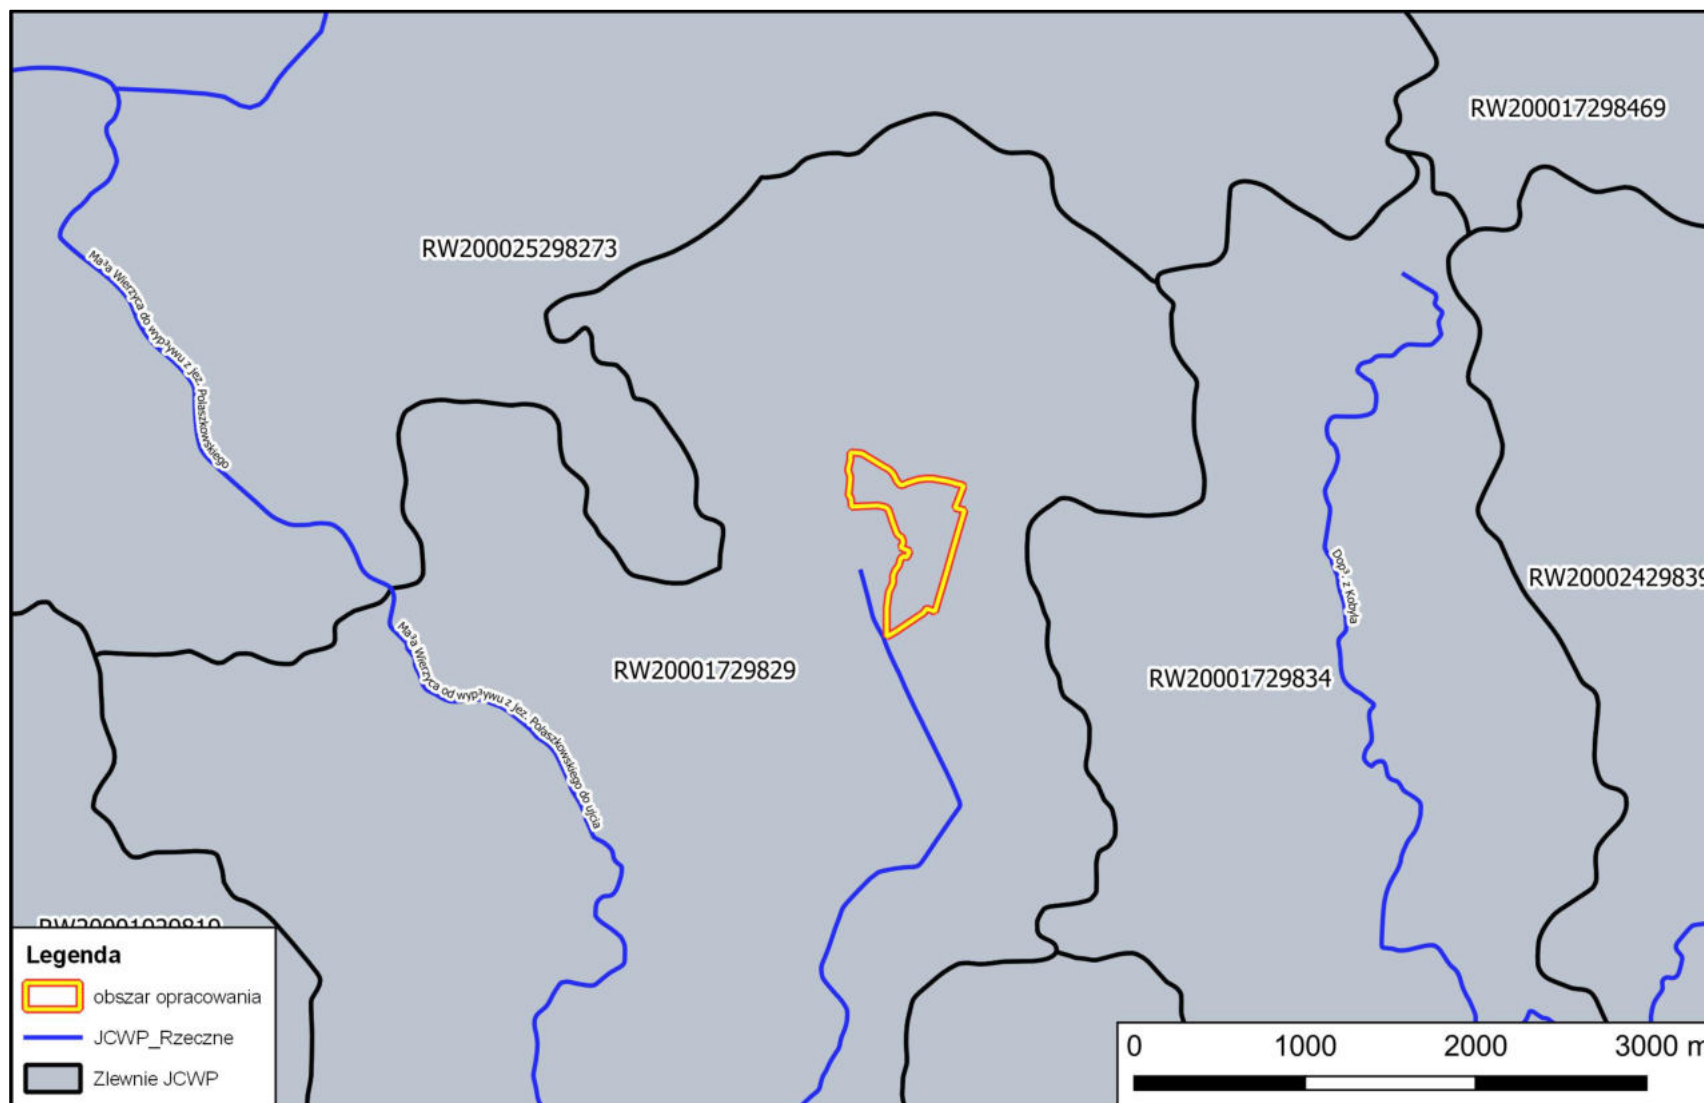 RW200017298469
RW200025298273
Ma³a Wierzyca do wyp³ywu z jez. Polaszkowskiego
RW20002429839
Dop³. z Kobyla
Ma³a Wierzyca od wyp³ywu z jez. Polaszkowskiego do ujcia
RW20001729829
RW20001729834
Legenda
obszar opracowania
JCWP_Rzeczne
Zlewnie JCWP
0 1000 2000 3000 m